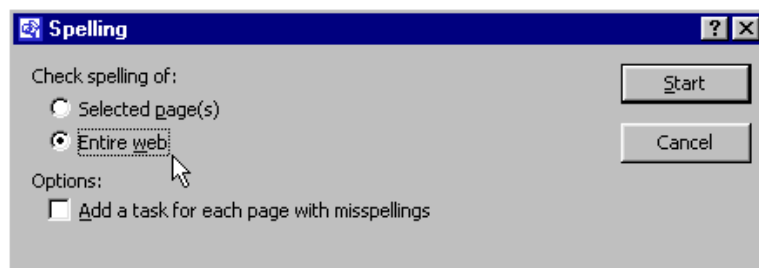 Spelling
Check spelling of:
Start
Selected page(s)
Entire web
Cancel
Options:
Add a task for each page with misspellings